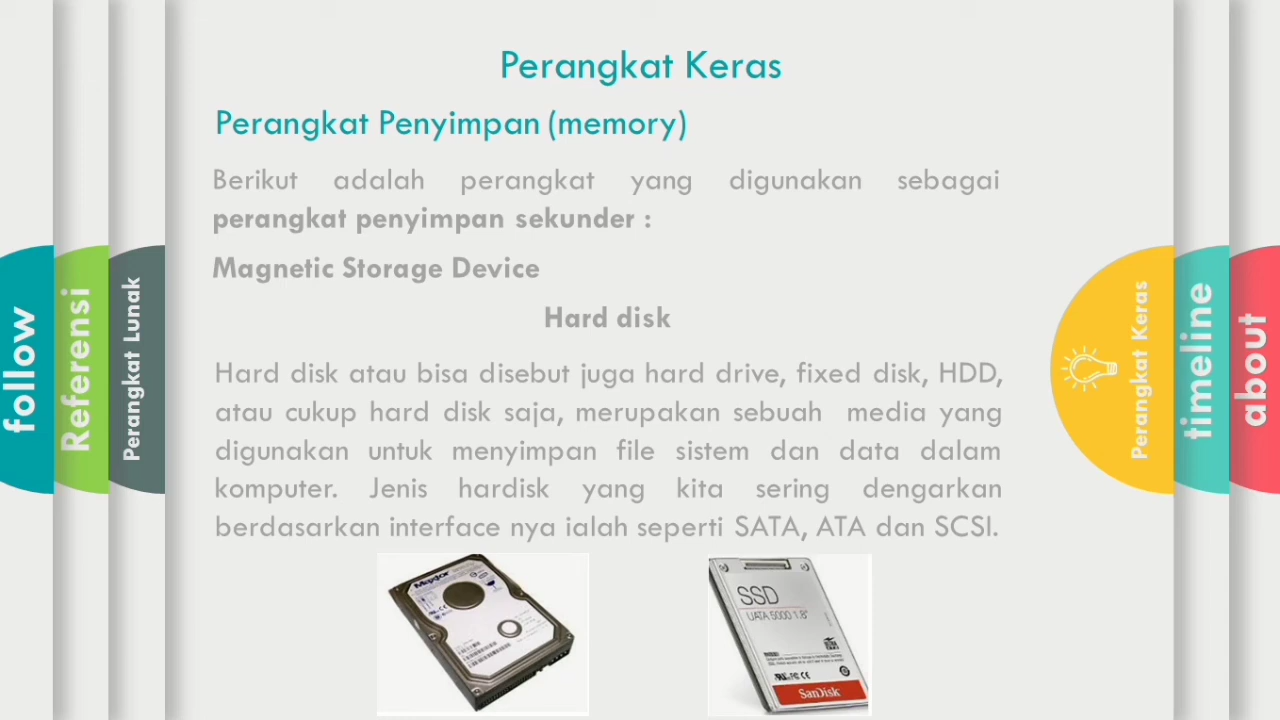 Perangkat Keras
Perangkat Penyimpan (memory)
Berikut adalah perangkat yang digunakan sebagai
perangkat penyimpan sekunder :
Magnetic Storage Device
Hard disk
Hard disk atau bisa disebut juga hard drive, fixed disk, HDD,
atau cukup hard disk saja, merupakan sebuah media yang
digunakan untuk menyimpan file sistem dan data dalam
komputer. Jenis hardisk yang kita sering dengarkan
berdasarkan interface nya ialah seperti SATA, ATA dan SCSI.
follow
Referensi
Perangkat Lunak
Perangkat Keras
timeline
about
Maxtor
SSD
UATA 5000 1.8"
SanDisk